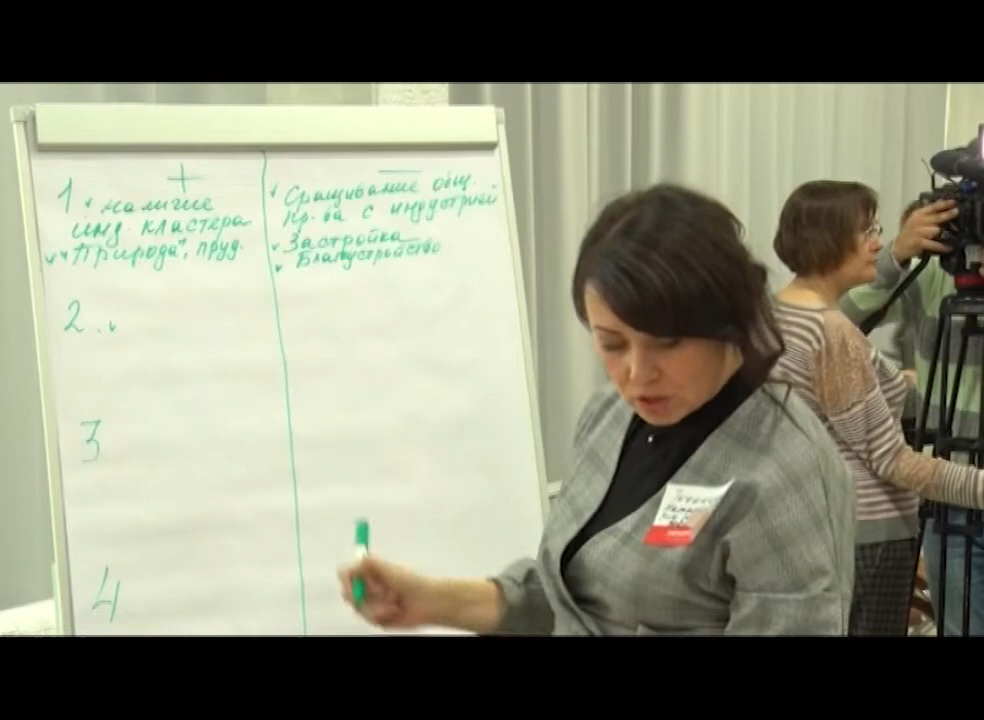 +
1 наличие
инд. кластера
"Природа", пруд.
2.
3
4
—
Сращивание общ.
пр-ва с индустрией
Застройка
Благоустройство